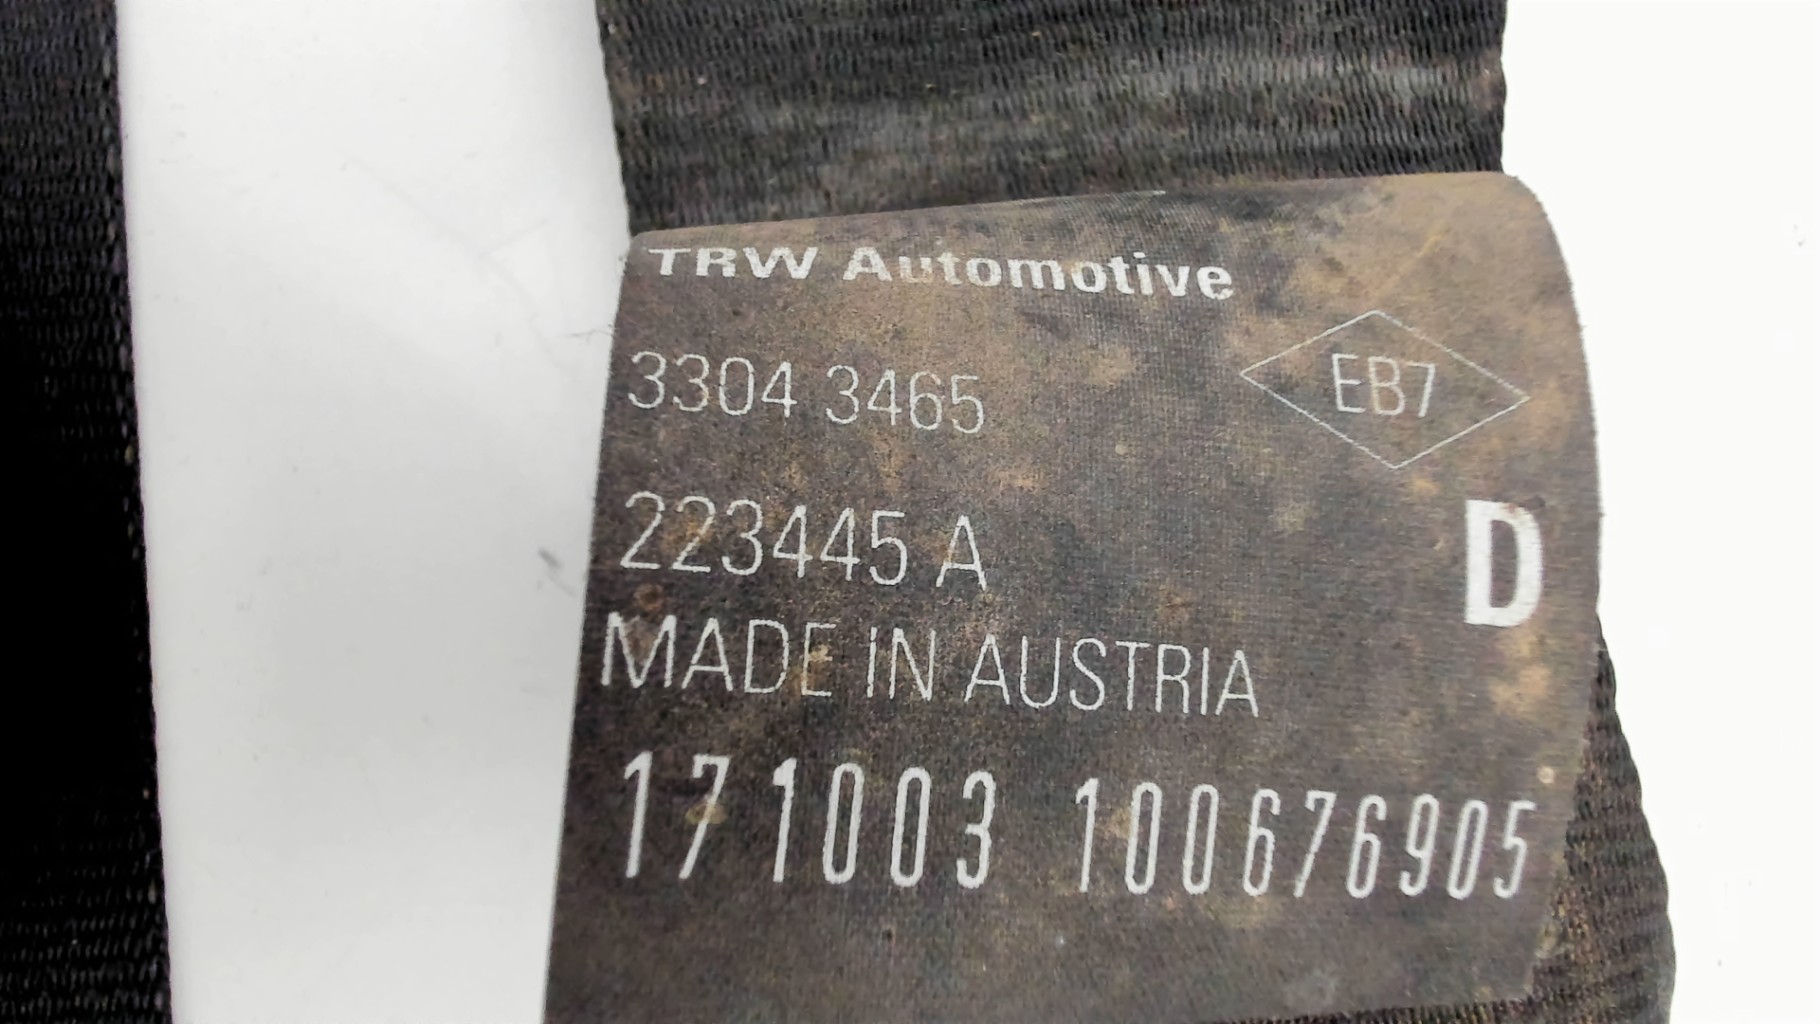 TRW Automotive
3304 3465
EB7
223445 A
D
MADE IN AUSTRIA
171003 100676905